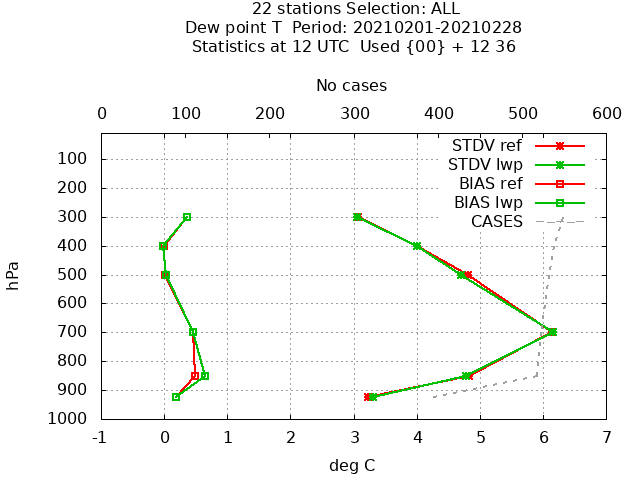 22 stations Selection: ALL
Dew point T  Period: 20210201-20210228
Statistics at 12 UTC  Used {00} + 12 36
No cases
0 100 200 300 400 500 600
STDV ref
STDV lwp
BIAS ref
BIAS lwp
CASES
hPa
100
200
300
400
500
600
700
800
900
1000
-1 0 1 2 3 4 5 6 7
deg C